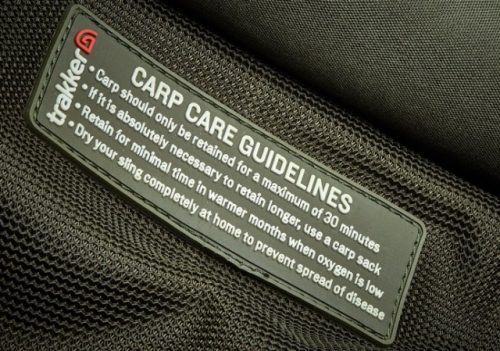 trakker
CARP CARE GUIDELINES
• Carp should only be retained for a maximum of 30 minutes
• If it is absolutely necessary to retain longer, use a carp sack
• Retain for minimal time in warmer months when oxygen is low
• Dry your sling completely at home to prevent spread of disease